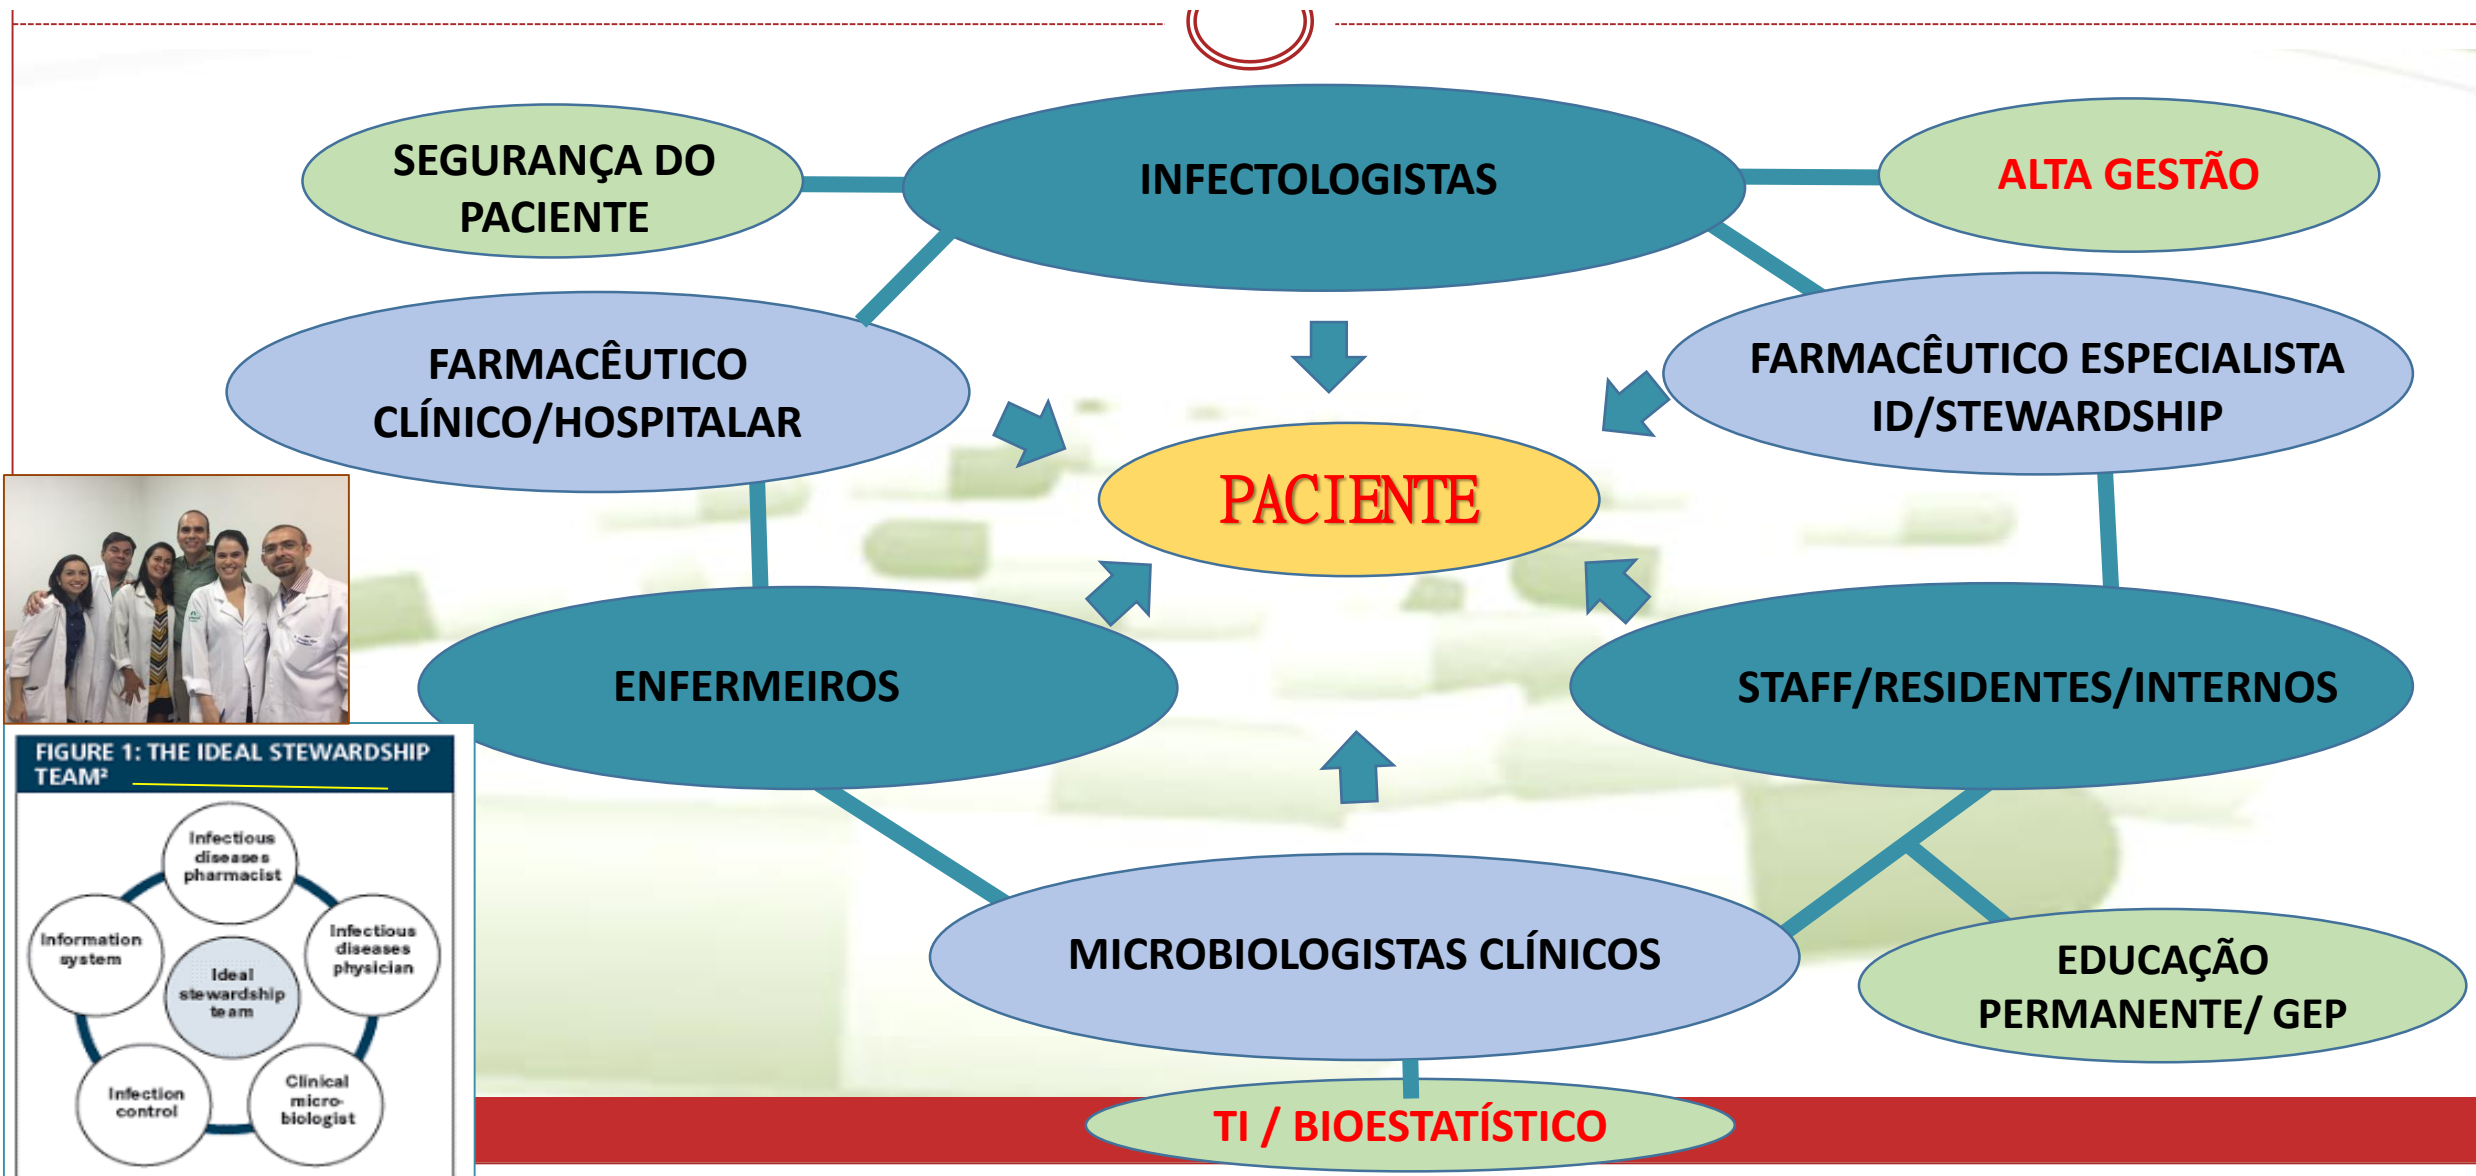 SEGURANÇA DO
PACIENTE
INFECTOLOGISTAS
ALTA GESTÃO
FARMACÊUTICO
CLÍNICO/HOSPITALAR
FARMACÊUTICO ESPECIALISTA
ID/STEWARDSHIP
PACIENTE
ENFERMEIROS
STAFF/RESIDENTES/INTERNOS
MICROBIOLOGISTAS CLÍNICOS
EDUCAÇÃO
PERMANENTE/ GEP
TI / BIOESTATÍSTICO
FIGURE 1: THE IDEAL STEWARDSHIP
TEAM²
Infectious
diseases
pharmacist
Information
system
Infectious
diseases
physician
Ideal
stewardship
team
Infection
control
Clinical
micro-
biologist